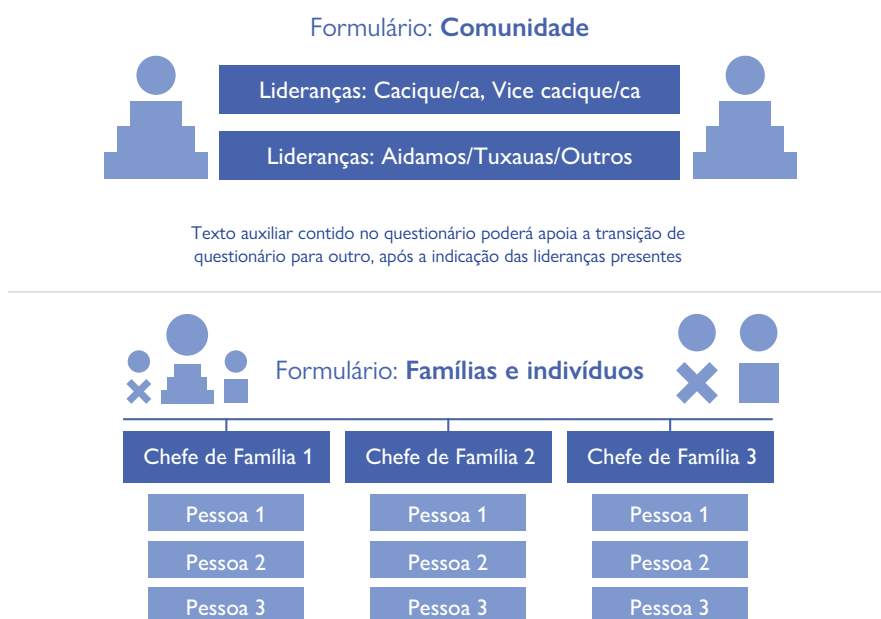 Formulário: Comunidade
Lideranças: Cacique/ca, Vice cacique/ca
Lideranças: Aidamos/Tuxauas/Outros
Texto auxiliar contido no questionário poderá apoia a transição de
questionário para outro, após a indicação das lideranças presentes
Formulário: Famílias e indivíduos
Chefe de Família 1
Chefe de Família 2
Chefe de Família 3
Pessoa 1
Pessoa 1
Pessoa 1
Pessoa 2
Pessoa 2
Pessoa 2
Pessoa 3
Pessoa 3
Pessoa 3